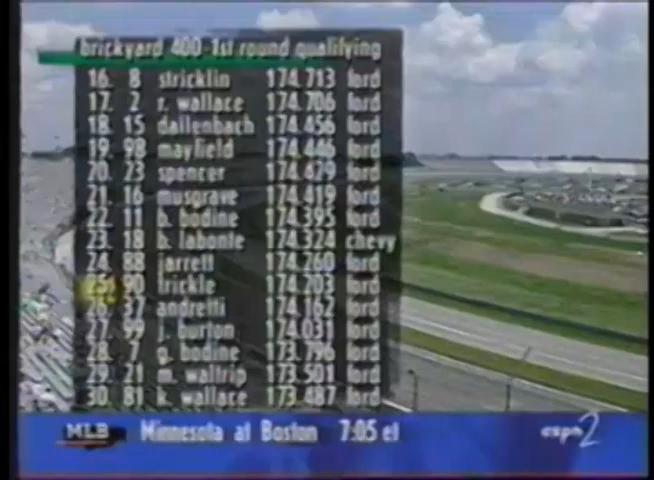 brickyard 400-1st round qualifying
16. 8 stricklin 174.713 ford
17. 2 r. wallace 174.706 ford
18. 15 dallenbach 174.456 ford
19. 98 mayfield 174.446 ford
20. 23 spencer 174.429 ford
21. 16 musgrave 174.419 ford
22. 11 b. bodine 174.395 ford
23. 18 b. labonte 174.324 chevy
24. 88 jarrett 174.260 ford
25. 90 trickle 174.203 ford
26. 37 andretti 174.162 ford
27. 99 j. burton 174.031 ford
28. 7 g. bodine 173.796 ford
29. 21 m. waltrip 173.501 ford
30. 81 k. wallace 173.487 ford
MLB Minnesota at Boston 7:05 et espn2